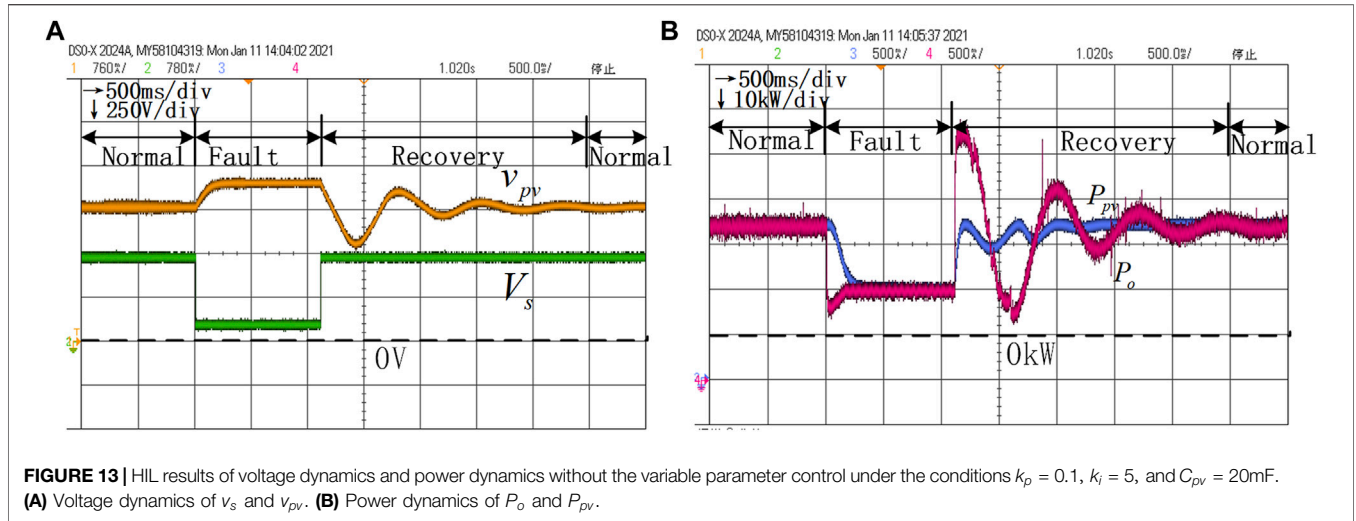 A
DSO-X 2024A, MY58104319: Mon Jan 11 14:04:02 2021
1 760%/ 2 780%/ 3 4 1.020s 500.0㎳/ 停止
→500ms/div
↓ 250V/div
Normal Fault Recovery Normal
v_pv
V_s
0V
B
DSO-X 2024A, MY58104319: Mon Jan 11 14:05:37 2021
1 2 3 500%/ 4 500%/ 1.020s 500.0㎳/ 停止
→500ms/div
↓ 10kW/div
Normal Fault Recovery Normal
P_pv
P_o
0kW
FIGURE 13 | HIL results of voltage dynamics and power dynamics without the variable parameter control under the conditions k_p = 0.1, k_i = 5, and C_pv = 20mF.
(A) Voltage dynamics of v_s and v_pv. (B) Power dynamics of P_o and P_pv.